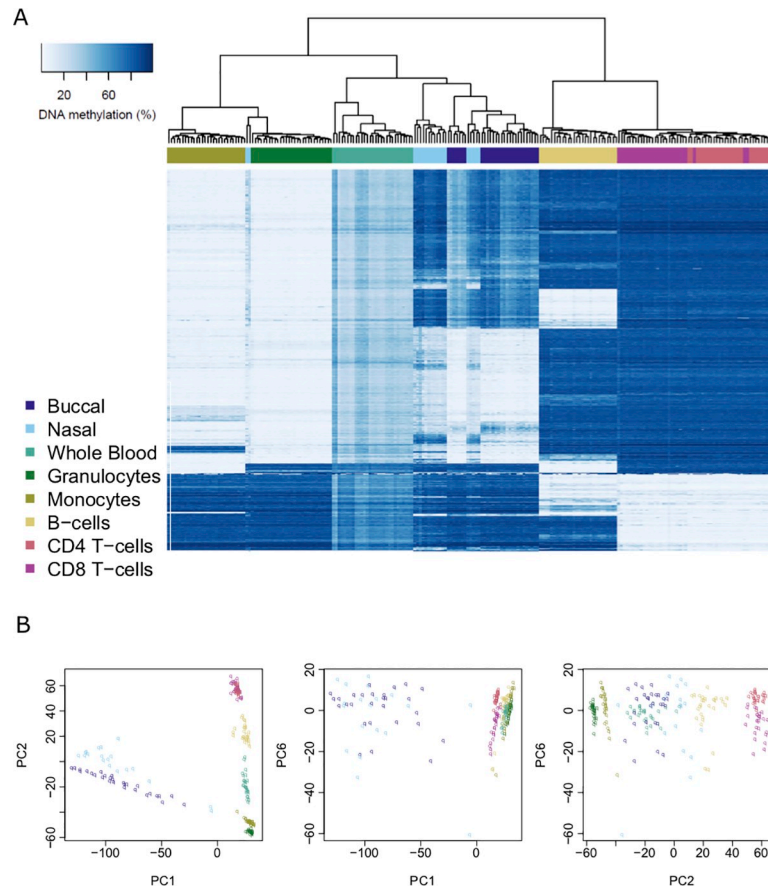 A
20 60
DNA methylation (%)
Buccal
Nasal
Whole Blood
Granulocytes
Monocytes
B-cells
CD4 T-cells
CD8 T-cells
B
60
40
20
0
-20
-60
PC2
-100 -50 0
PC1
20
0
-20
-40
-60
PC6
-100 -50 0
PC1
20
0
-20
-40
-60
PC6
-60 -40 -20 0 20 40 60
PC2